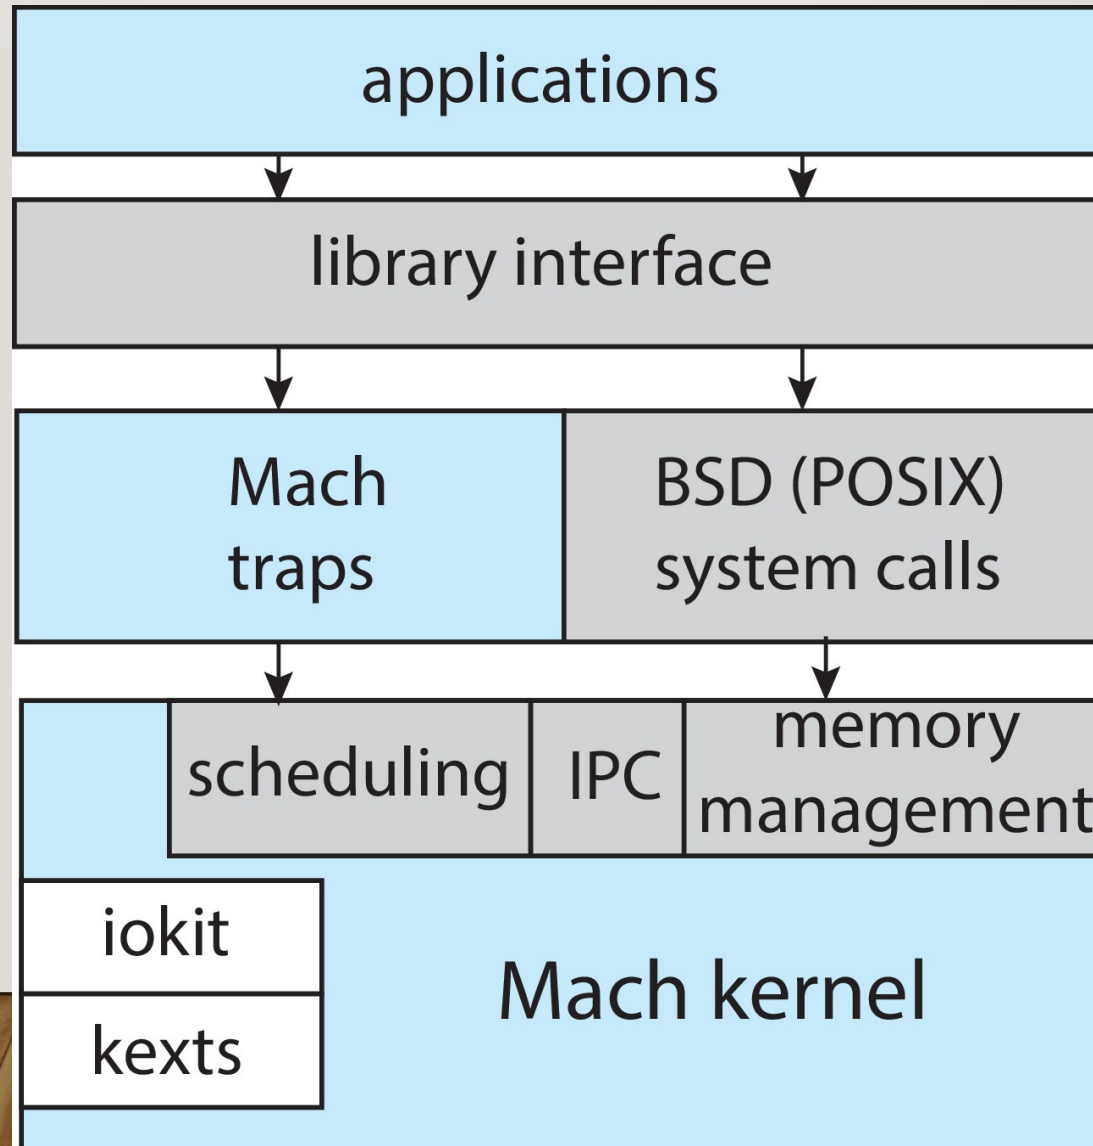 applications
library interface
Mach
traps
BSD (POSIX)
system calls
scheduling
IPC
memory
management
iokit
kexts
Mach kernel